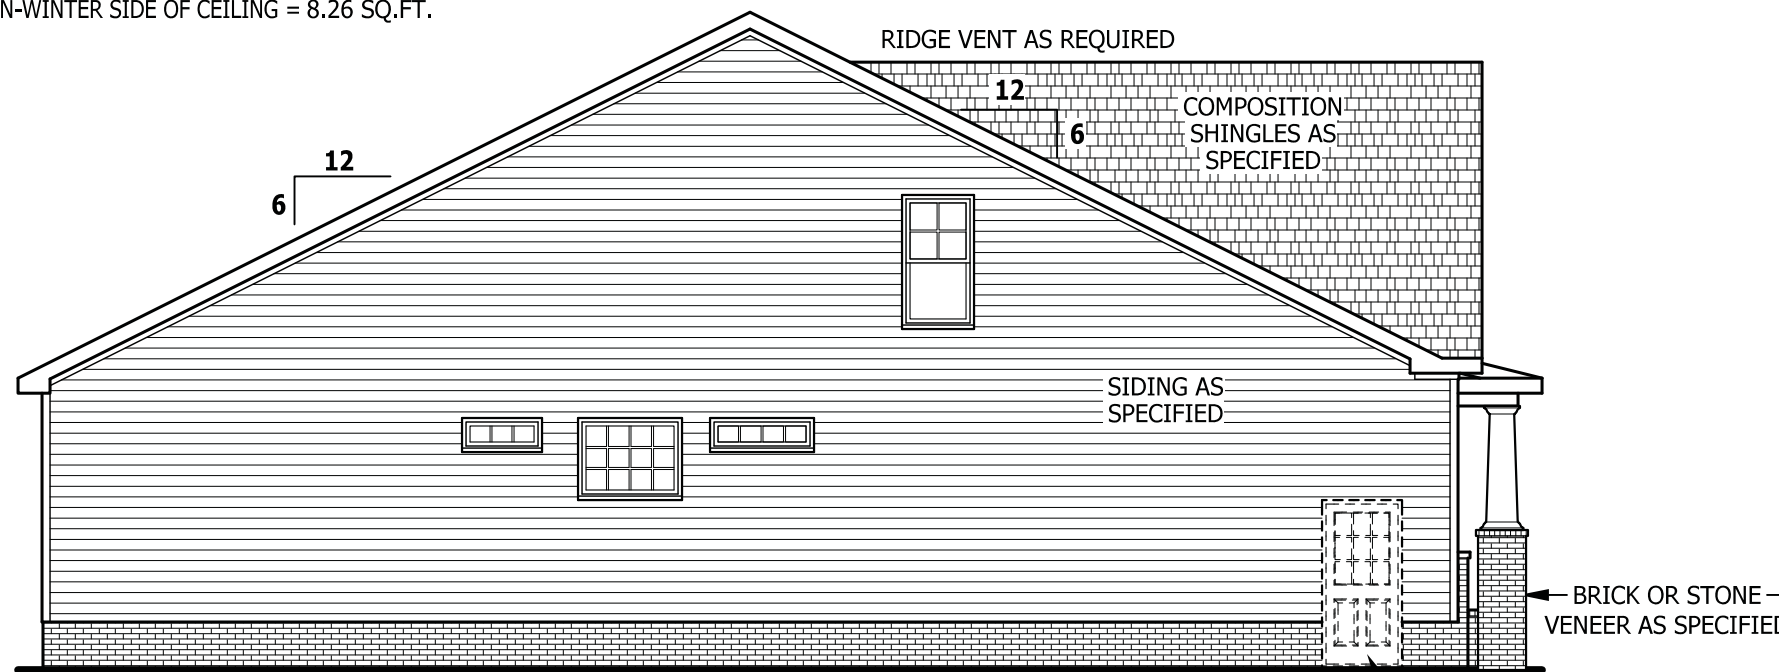 N-WINTER SIDE OF CEILING = 8.26 SQ.FT.
RIDGE VENT AS REQUIRED
12
6
COMPOSITION
SHINGLES AS
SPECIFIED
12
6
SIDING AS
SPECIFIED
BRICK OR STONE
VENEER AS SPECIFIED